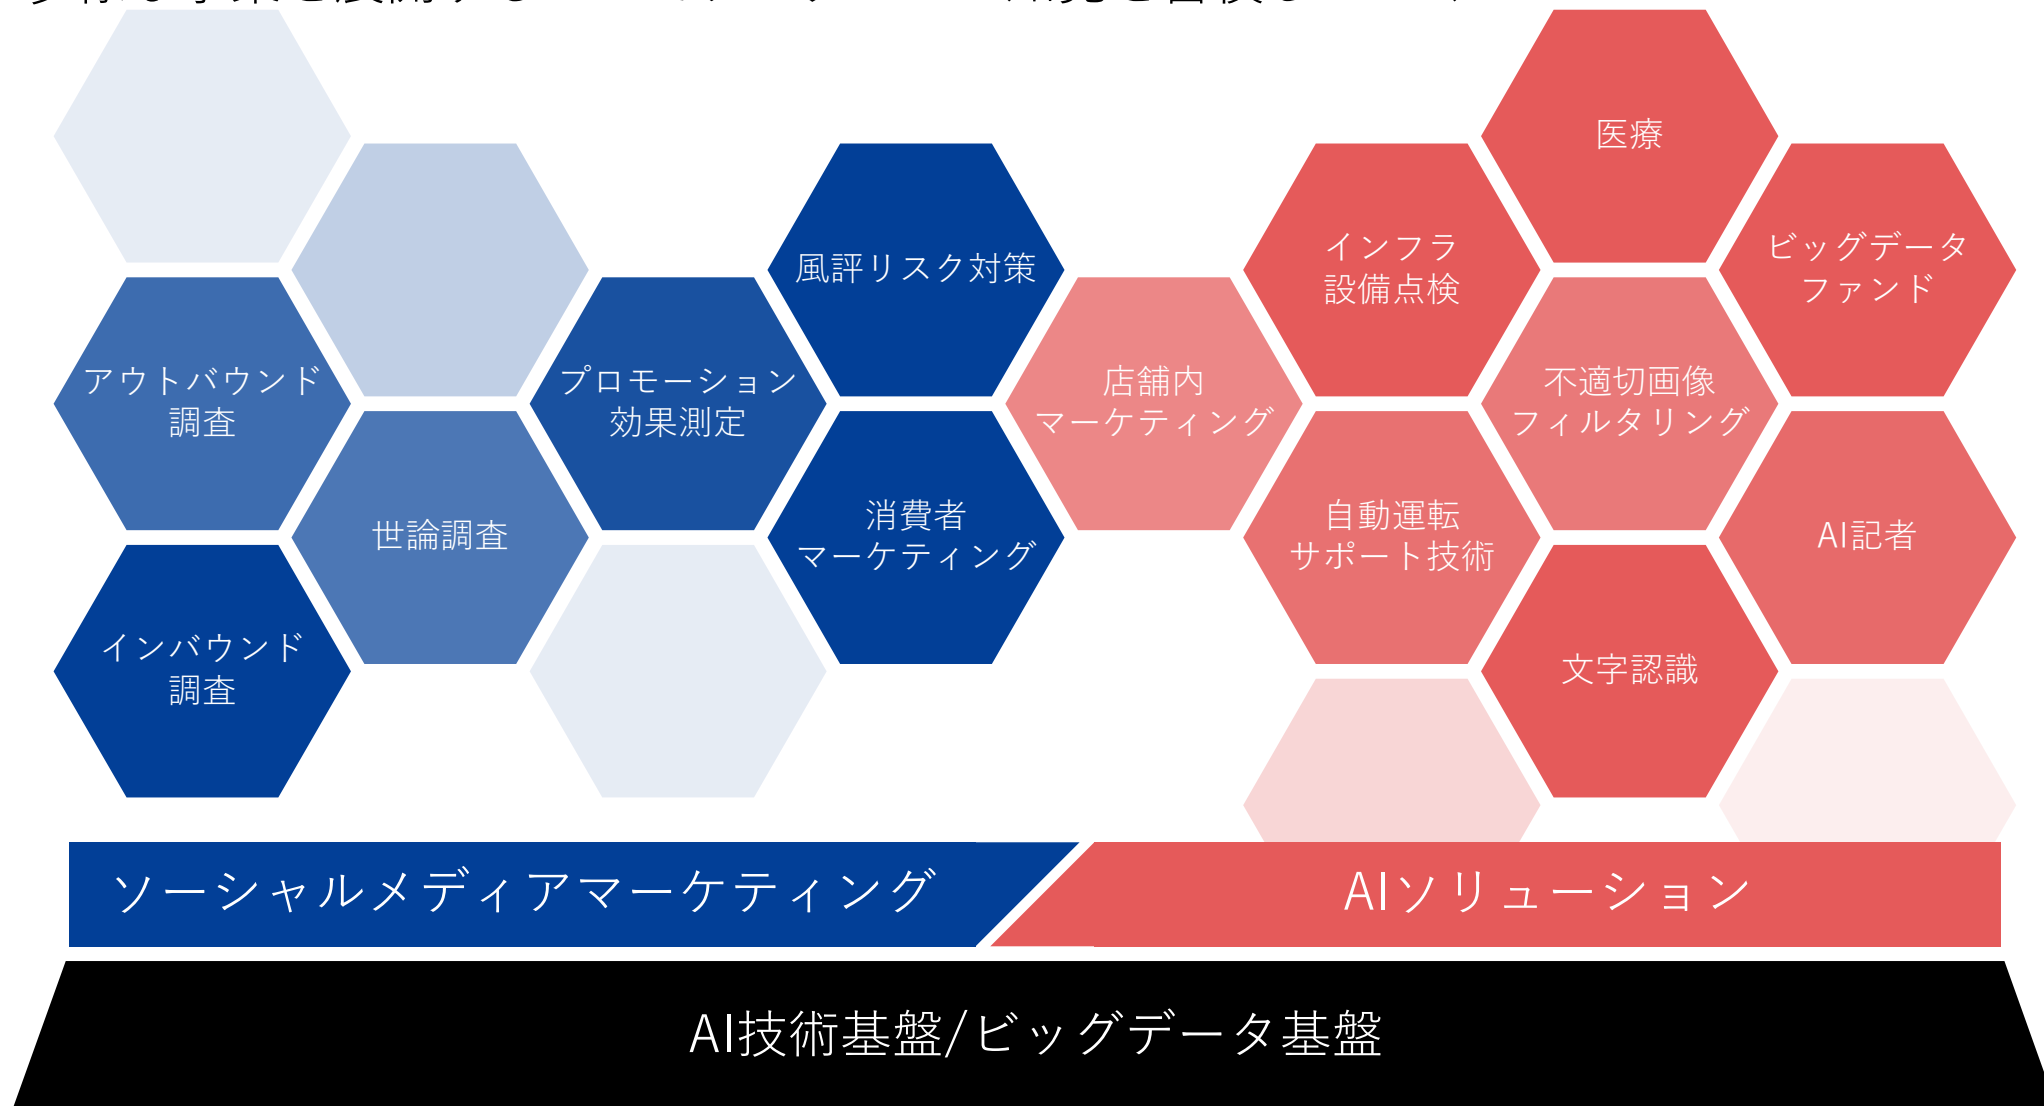 医療
風評リスク対策
インフラ
設備点検
ビッグデータ
ファンド
アウトバウンド
調査
プロモーション
効果測定
店舗内
マーケティング
不適切画像
フィルタリング
世論調査
消費者
マーケティング
自動運転
サポート技術
AI記者
インバウンド
調査
文字認識
ソーシャルメディアマーケティング
AIソリューション
AI技術基盤/ビッグデータ基盤